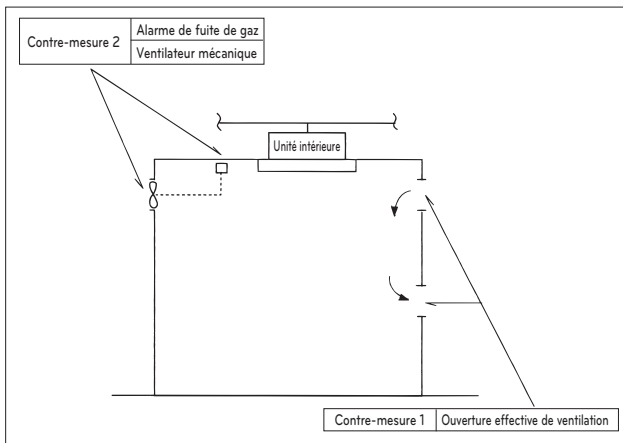 Contre-mesure 2
Alarme de fuite de gaz
Ventilateur mécanique
Unité intérieure
Contre-mesure 1
Ouverture effective de ventilation